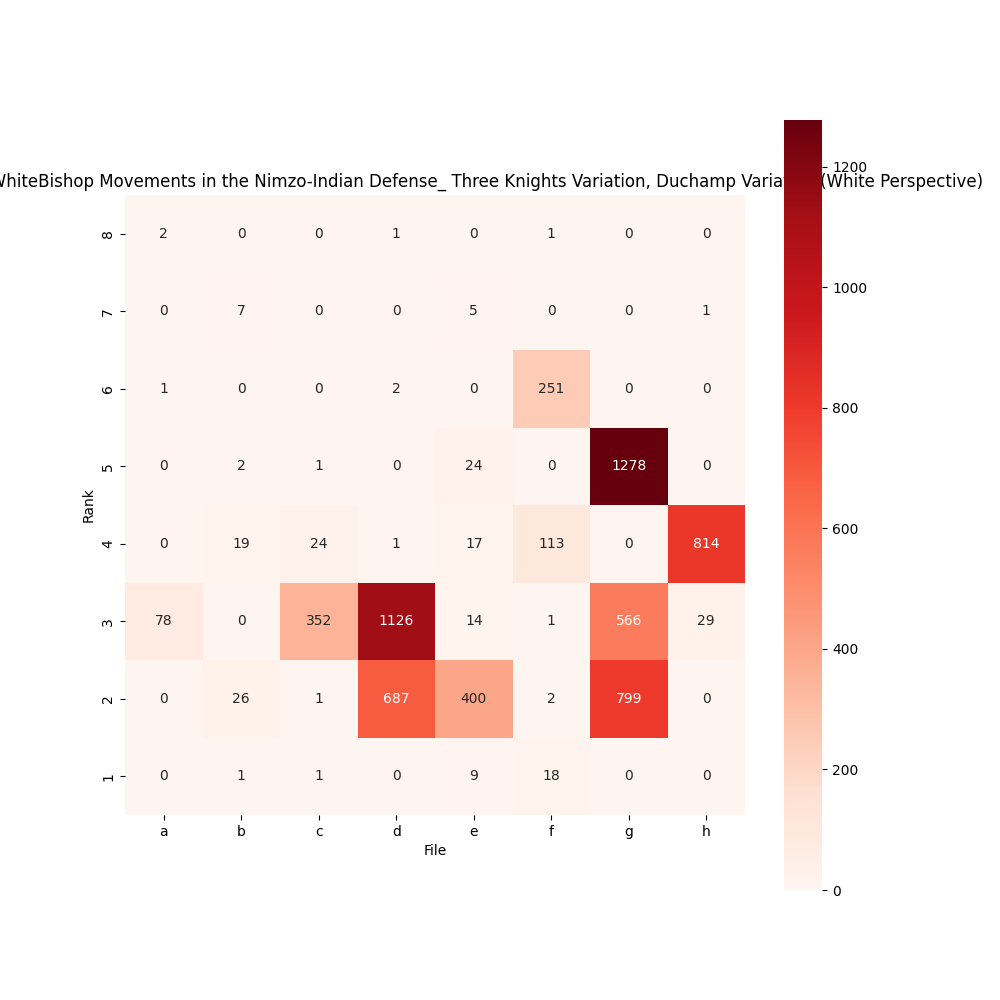 WhiteBishop Movements in the Nimzo-Indian Defense_ Three Knights Variation, Duchamp Varia (White Perspective)
1200
8 2 0 0 1 0 1 0 0
1000
7 0 7 0 0 5 0 0 1
6 1 0 0 2 0 251 0 0
800
5 0 2 1 0 24 0 1278 0
Rank
4 0 19 24 1 17 113 0 814
600
3 78 0 352 1126 14 1 566 29
400
2 0 26 1 687 400 2 799 0
200
1 0 1 1 0 9 18 0 0
a b c d e f g h
File
0